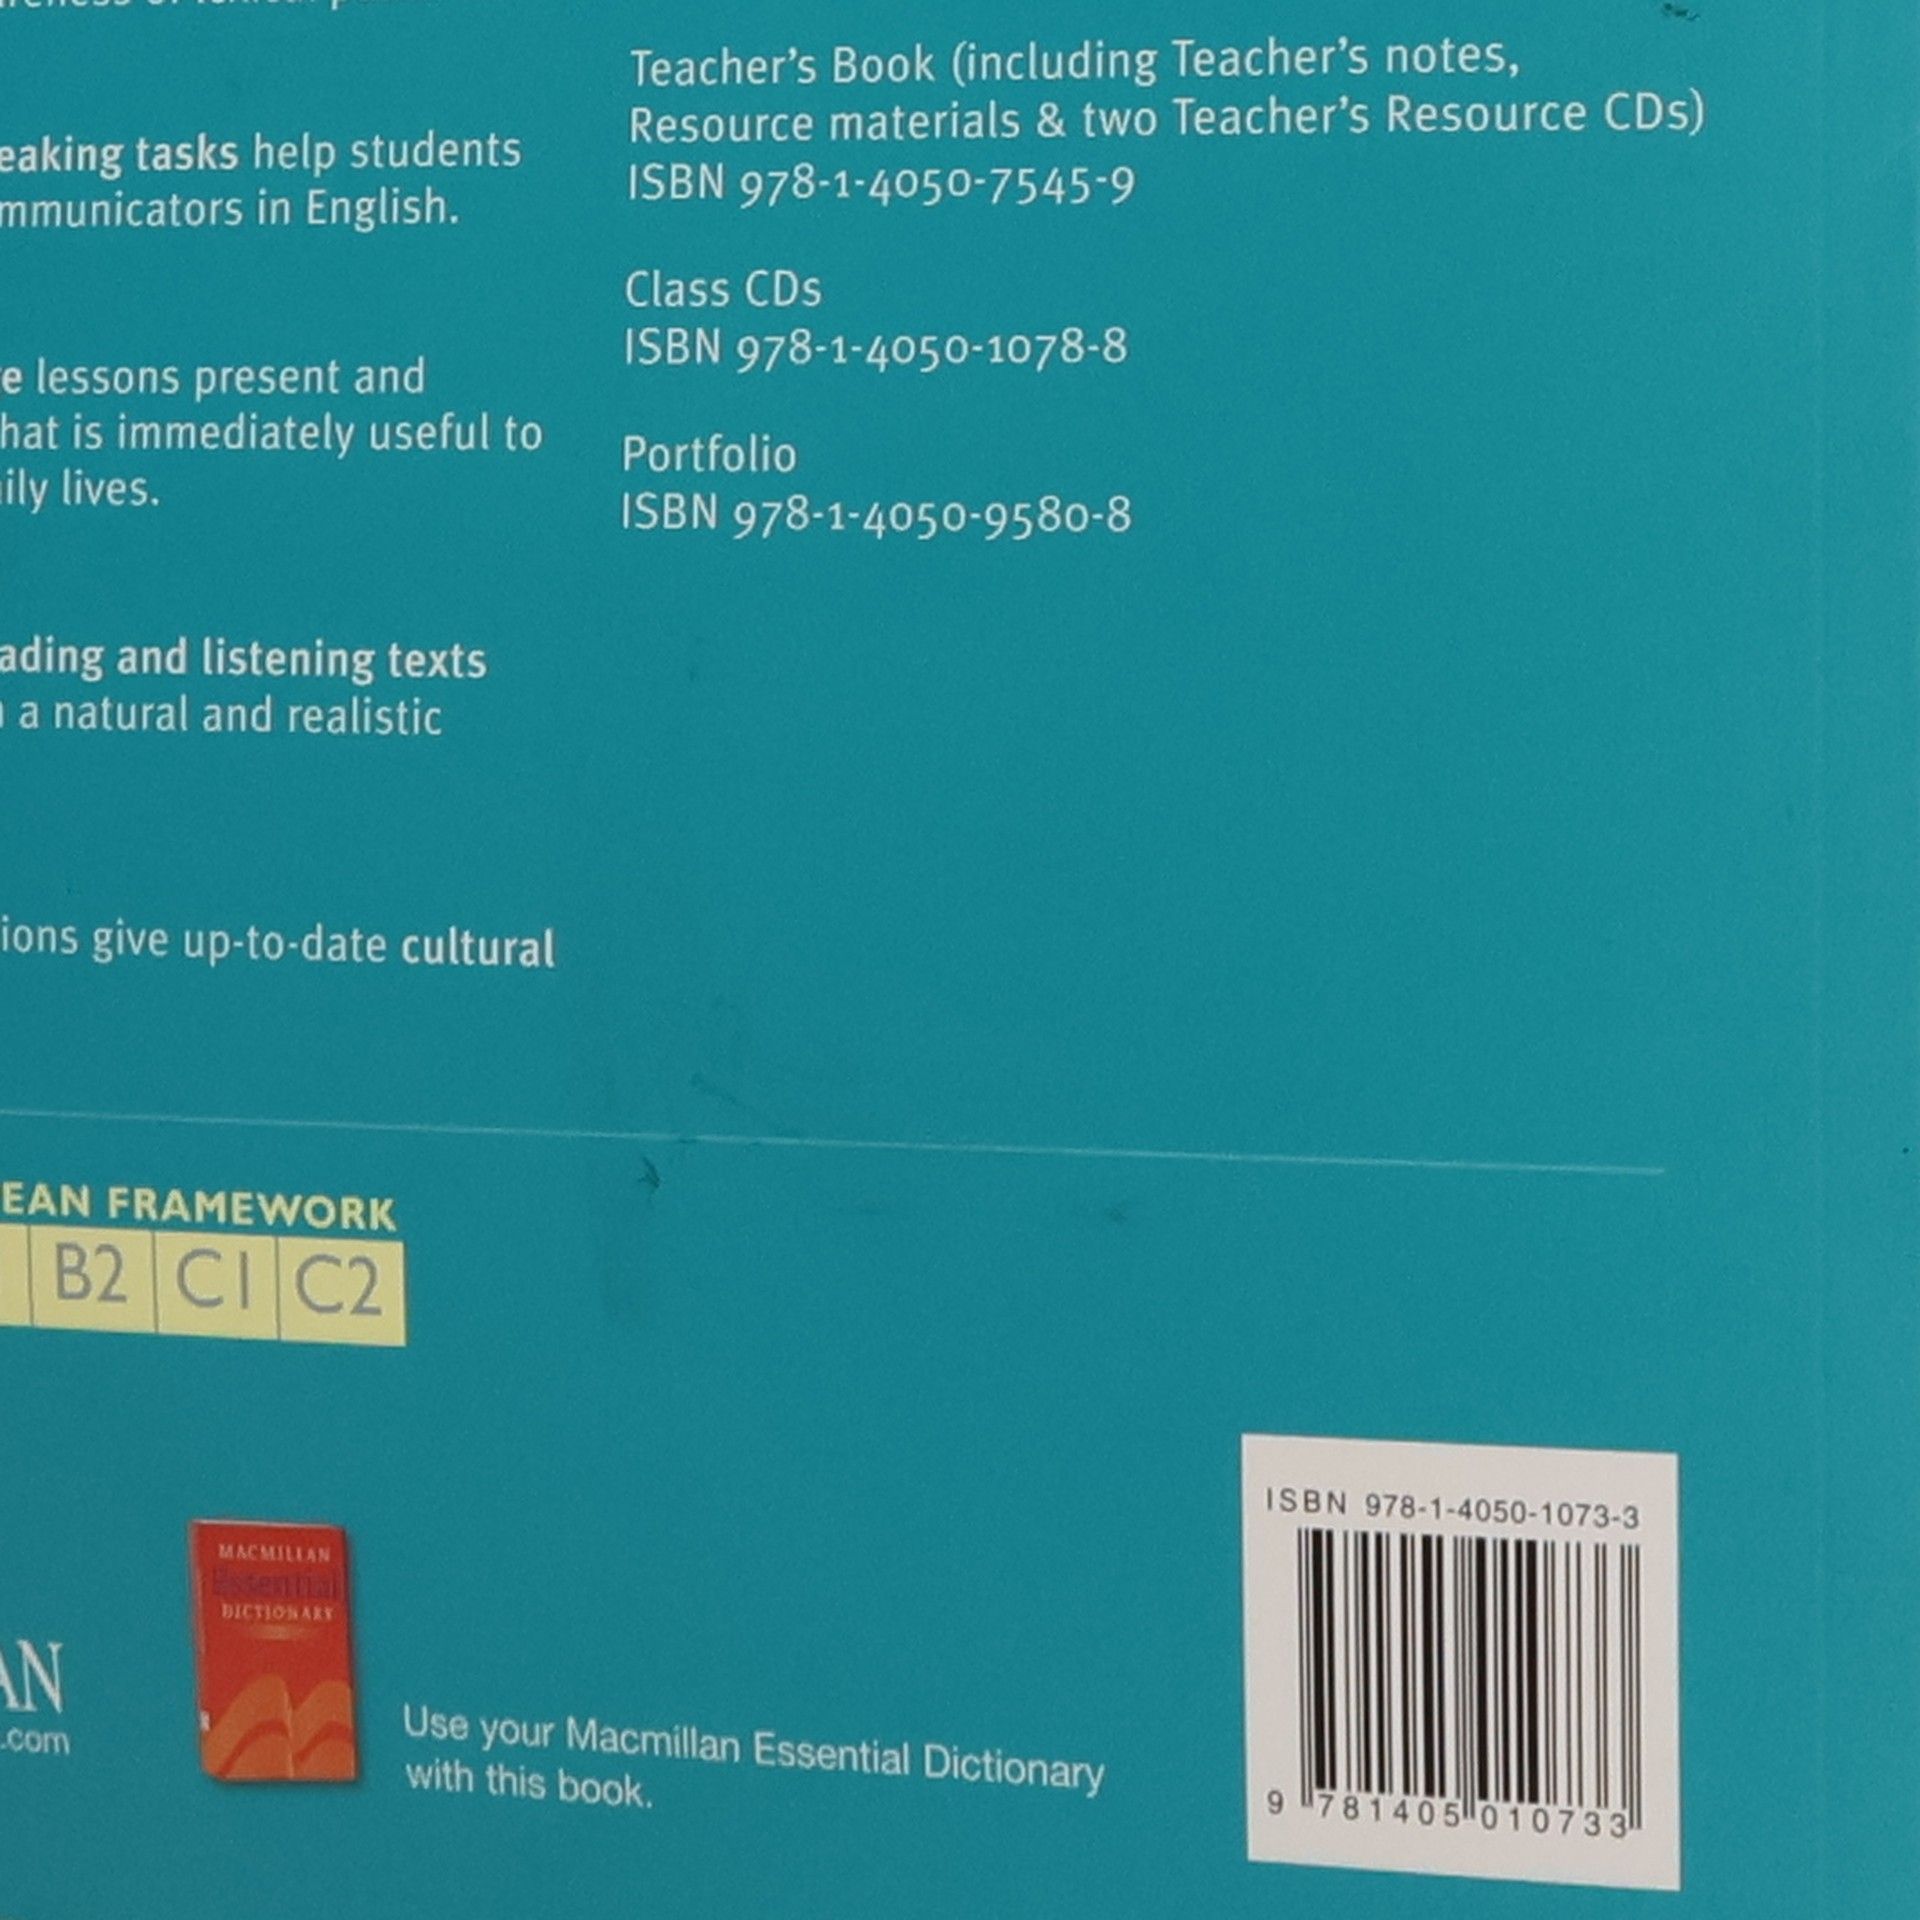 eaking tasks help students
mmunicators in English.
e lessons present and
hat is immediately useful to
ily lives.
ading and listening texts
a natural and realistic
ions give up-to-date cultural
Teacher's Book (including Teacher's notes,
Resource materials & two Teacher's Resource CDs)
ISBN 978-1-4050-7545-9
Class CDs
ISBN 978-1-4050-1078-8
Portfolio
ISBN 978-1-4050-9580-8
EAN FRAMEWORK
B2 C1 C2
AN
.com
MACMILLAN
Essential
DICTIONARY
Use your Macmillan Essential Dictionary
with this book.
ISBN 978-1-4050-1073-3
9 781405 010733